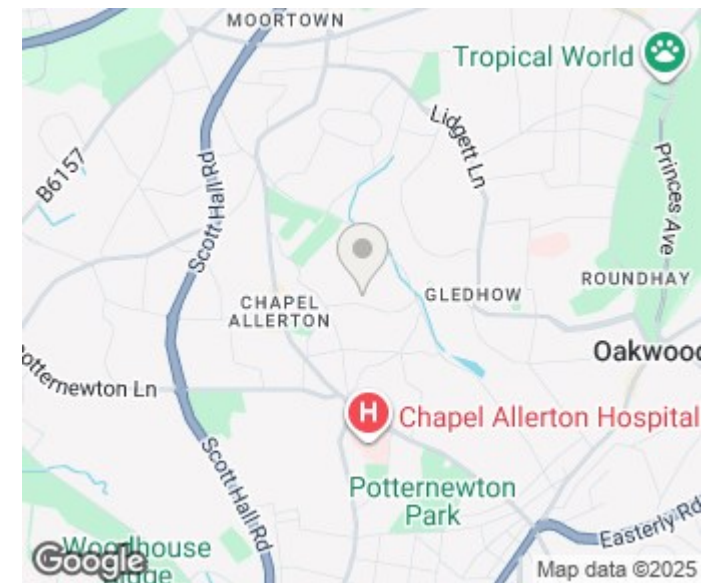 MOORTOWN
Tropical World
Lidgett Ln
B6157
Princes Ave
Scott Hall Rd
ROUNDHAY
GLEDHOW
CHAPEL
ALLERTON
Oakwood
Potternewton Ln
H
Chapel Allerton Hospital
Scott Hall Rd
Potternewton
Park
Easterly Rd
Woodhouse
Google
Map data ©2025